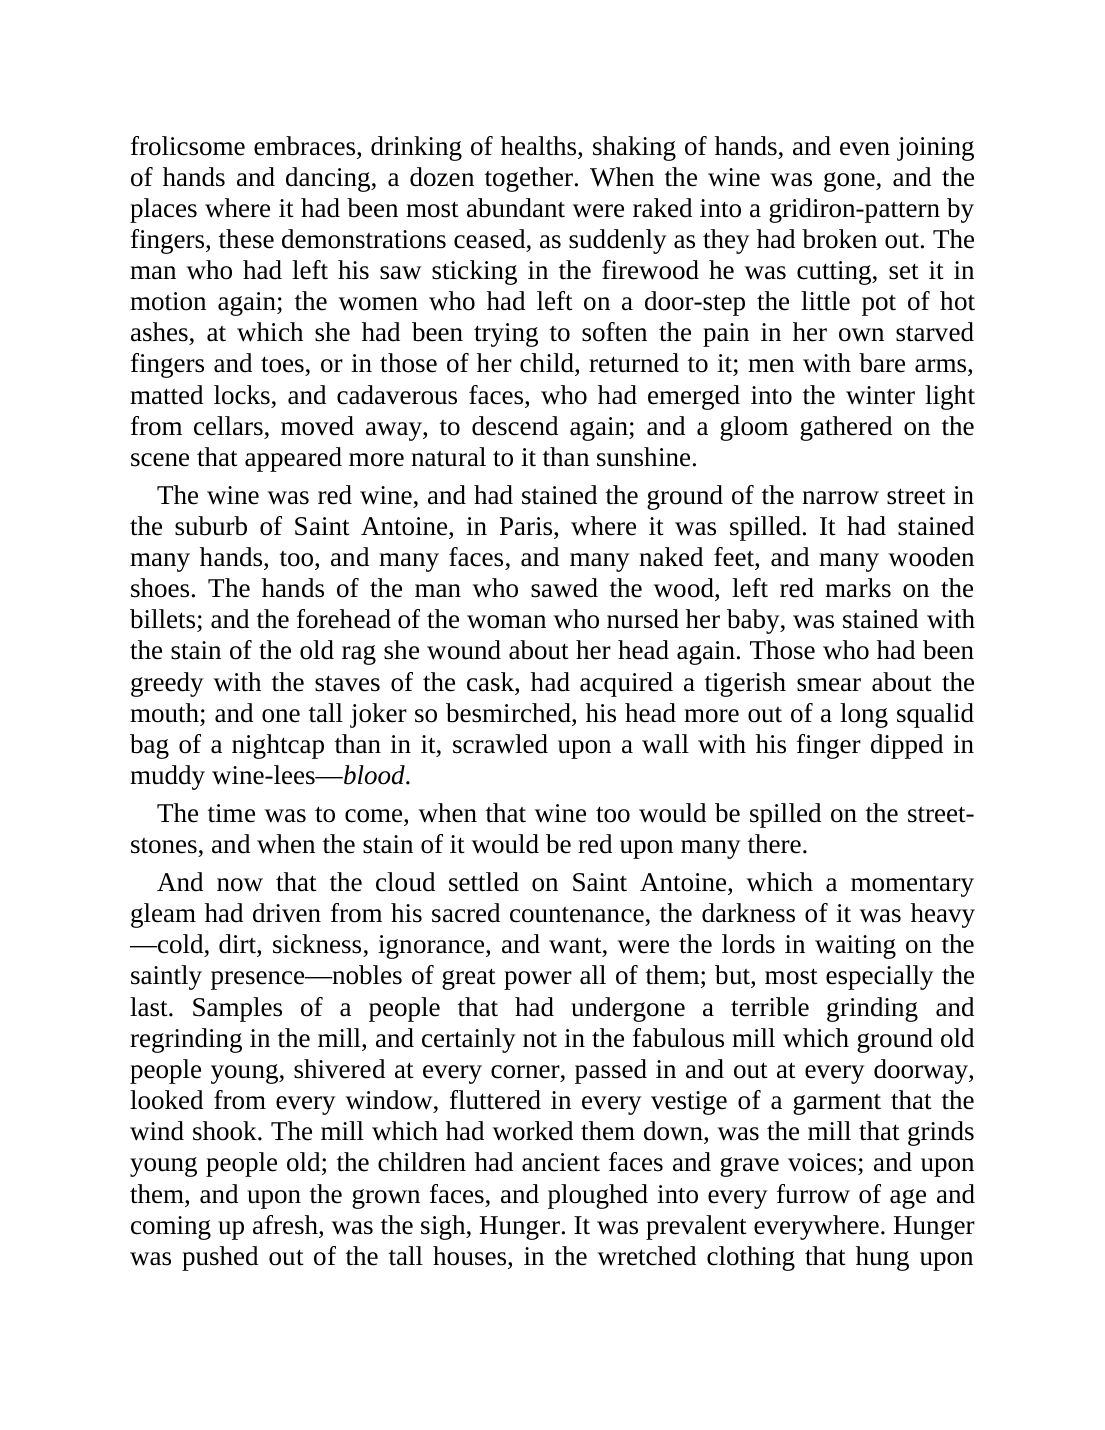 frolicsome embraces, drinking of healths, shaking of hands, and even joining
of hands and dancing, a dozen together. When the wine was gone, and the
places where it had been most abundant were raked into a gridiron-pattern by
fingers, these demonstrations ceased, as suddenly as they had broken out. The
man who had left his saw sticking in the firewood he was cutting, set it in
motion again; the women who had left on a door-step the little pot of hot
ashes, at which she had been trying to soften the pain in her own starved
fingers and toes, or in those of her child, returned to it; men with bare arms,
matted locks, and cadaverous faces, who had emerged into the winter light
from cellars, moved away, to descend again; and a gloom gathered on the
scene that appeared more natural to it than sunshine.
The wine was red wine, and had stained the ground of the narrow street in
the suburb of Saint Antoine, in Paris, where it was spilled. It had stained
many hands, too, and many faces, and many naked feet, and many wooden
shoes. The hands of the man who sawed the wood, left red marks on the
billets; and the forehead of the woman who nursed her baby, was stained with
the stain of the old rag she wound about her head again. Those who had been
greedy with the staves of the cask, had acquired a tigerish smear about the
mouth; and one tall joker so besmirched, his head more out of a long squalid
bag of a nightcap than in it, scrawled upon a wall with his finger dipped in
muddy wine-lees—blood.
The time was to come, when that wine too would be spilled on the street-
stones, and when the stain of it would be red upon many there.
And now that the cloud settled on Saint Antoine, which a momentary
gleam had driven from his sacred countenance, the darkness of it was heavy
—cold, dirt, sickness, ignorance, and want, were the lords in waiting on the
saintly presence—nobles of great power all of them; but, most especially the
last. Samples of a people that had undergone a terrible grinding and
regrinding in the mill, and certainly not in the fabulous mill which ground old
people young, shivered at every corner, passed in and out at every doorway,
looked from every window, fluttered in every vestige of a garment that the
wind shook. The mill which had worked them down, was the mill that grinds
young people old; the children had ancient faces and grave voices; and upon
them, and upon the grown faces, and ploughed into every furrow of age and
coming up afresh, was the sigh, Hunger. It was prevalent everywhere. Hunger
was pushed out of the tall houses, in the wretched clothing that hung upon